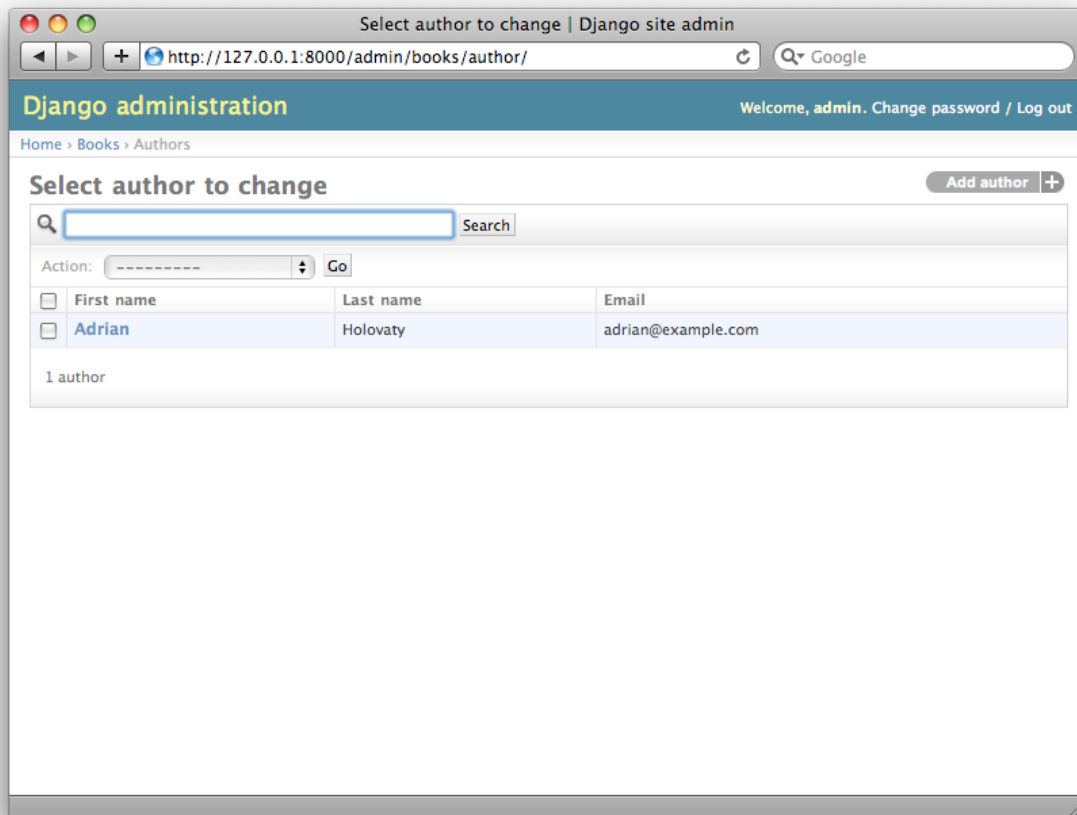 Select author to change | Django site admin
http://127.0.0.1:8000/admin/books/author/
Google
Django administration
Welcome, admin. Change password / Log out
Home › Books › Authors
Select author to change
Add author
Search
Action: --------- Go
First name Last name Email
Adrian Holovaty adrian@example.com
1 author